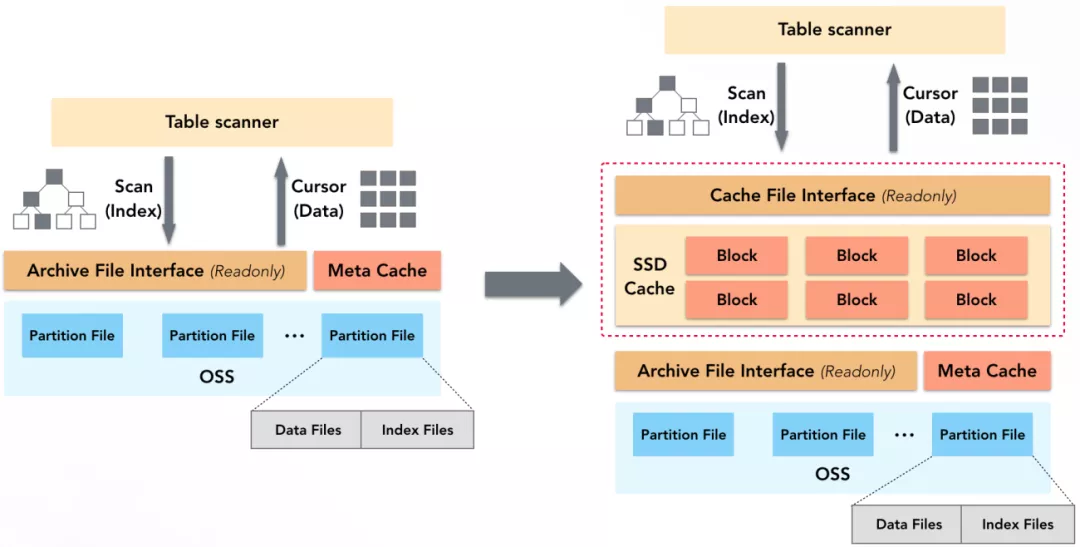 Table scanner
Scan
(Index)
Cursor
(Data)
Archive File Interface (Readonly)
Meta Cache
Partition File
Partition File
...
Partition File
OSS
Data Files
Index Files
Table scanner
Scan
(Index)
Cursor
(Data)
Cache File Interface (Readonly)
SSD
Cache
Block
Block
Block
Block
Block
Block
Archive File Interface (Readonly)
Meta Cache
Partition File
Partition File
...
Partition File
OSS
Data Files
Index Files